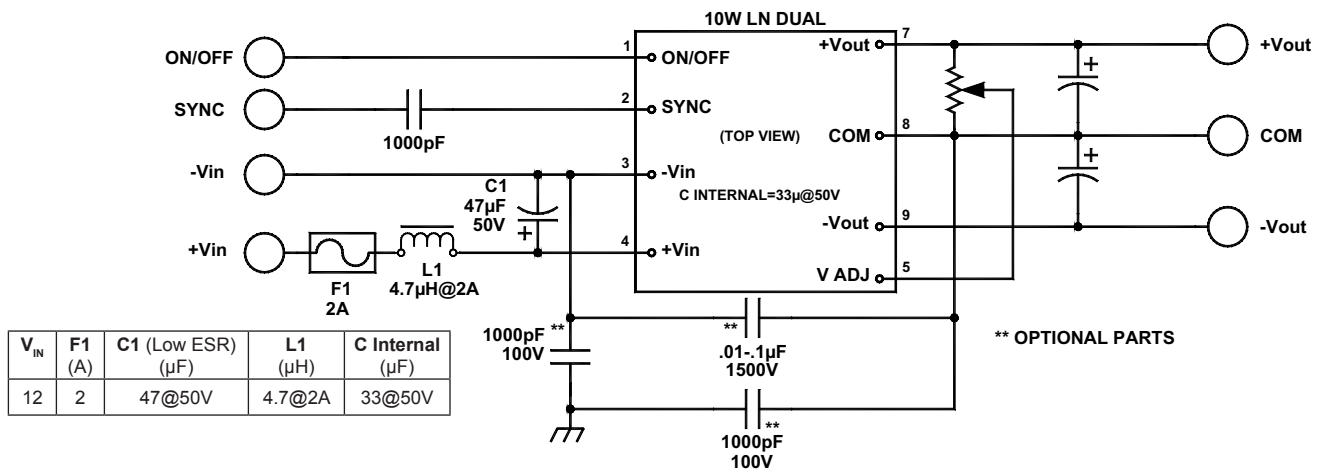 10W LN DUAL
ON/OFF
1
ON/OFF
+Vout
7
+Vout
SYNC
1000pF
2
SYNC
(TOP VIEW)
COM
8
COM
-Vin
3
-Vin
C INTERNAL=33µ@50V
C1
47µF
50V
+
+
+
-Vout
9
-Vout
+Vin
4
+Vin
F1
2A
L1
4.7µH@2A
V ADJ
5
1000pF **
100V
**
.01-.1µF
1500V
** OPTIONAL PARTS
**
1000pF
100V
VIN F1 (A) C1 (Low ESR) (µF) L1 (µH) C Internal (µF)
12 2 47@50V 4.7@2A 33@50V